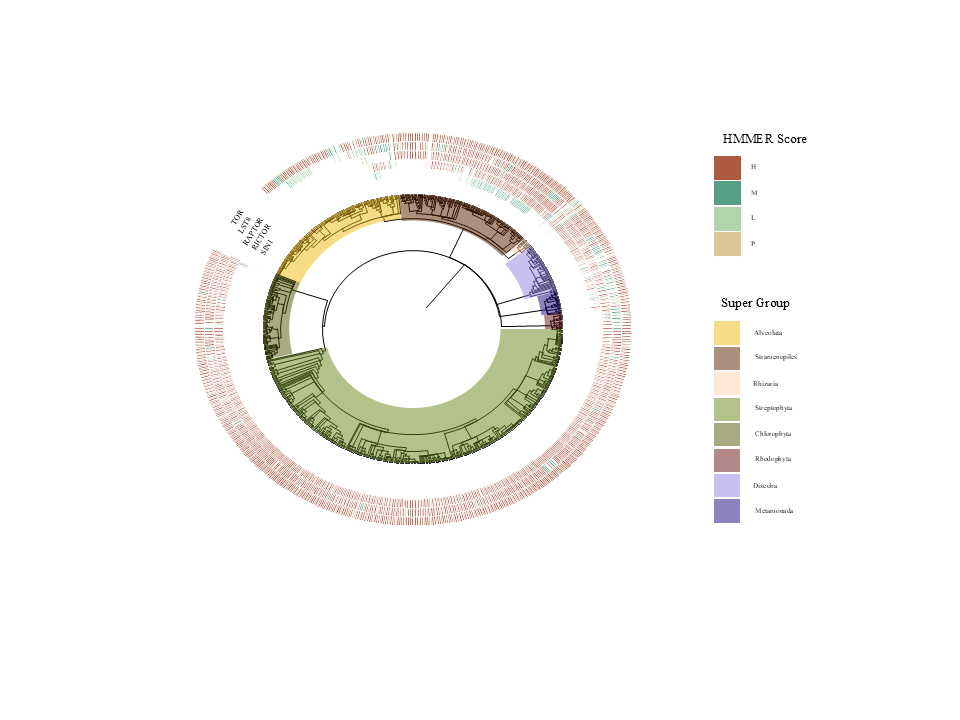 TOR
LST8
RAPTOR
RICTOR
SIN1
HMMER Score
H
M
L
P
Super Group
Alveolata
Stramenopiles
Rhizaria
Streptophyta
Chlorophyta
Rhodophyta
Discoba
Metamonada